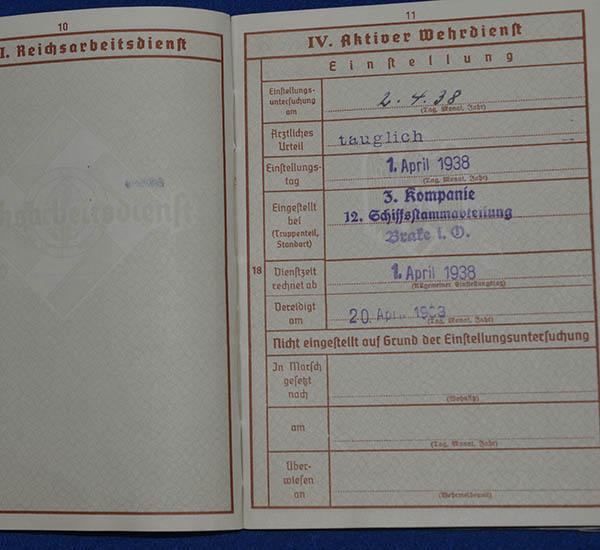 10
I. Reichsarbeitsdienst
11
IV. Aktiver Wehrdienst
Einstellung
Einstellungs-
untersuchung
am
2. 4. 38
(Tag, Monat, Jahr)
Ärztliches
Urteil
tauglich
Einstellungs-
tag
1. April 1938
(Tag, Monat, Jahr)
Eingestellt
bei
(Truppenteil,
Standort)
3. Kompanie
12. Schiffsstammabteilung
Brake i. O.
18
Dienstzeit
rechnet ab
1. April 1938
(Allgemeiner Einstellungstag)
Vereidigt
am
20. April 1938
(Tag, Monat, Jahr)
Nicht eingestellt auf Grund der Einstellungsuntersuchung
In Marsch
gesetzt
nach
(Wohnsitz)
am
(Tag, Monat, Jahr)
Über-
wiesen
an
(Wehrmeldeamt)